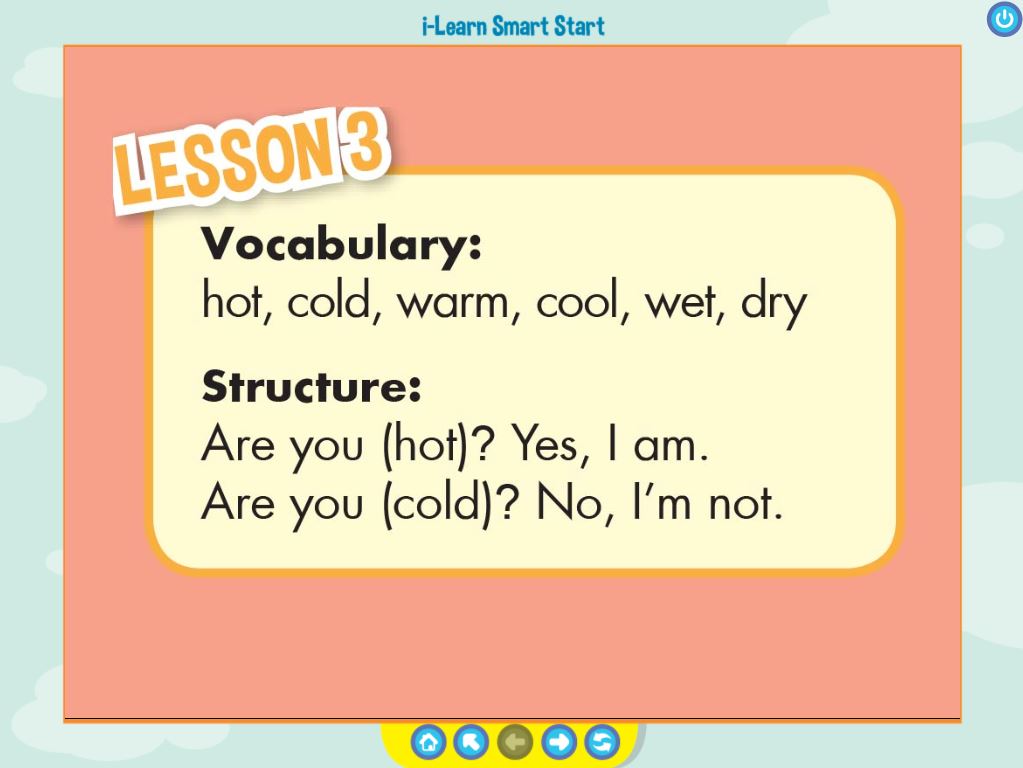 i-Learn Smart Start
LESSON 3
Vocabulary:
hot, cold, warm, cool, wet, dry
Structure:
Are you (hot)? Yes, I am.
Are you (cold)? No, I’m not.